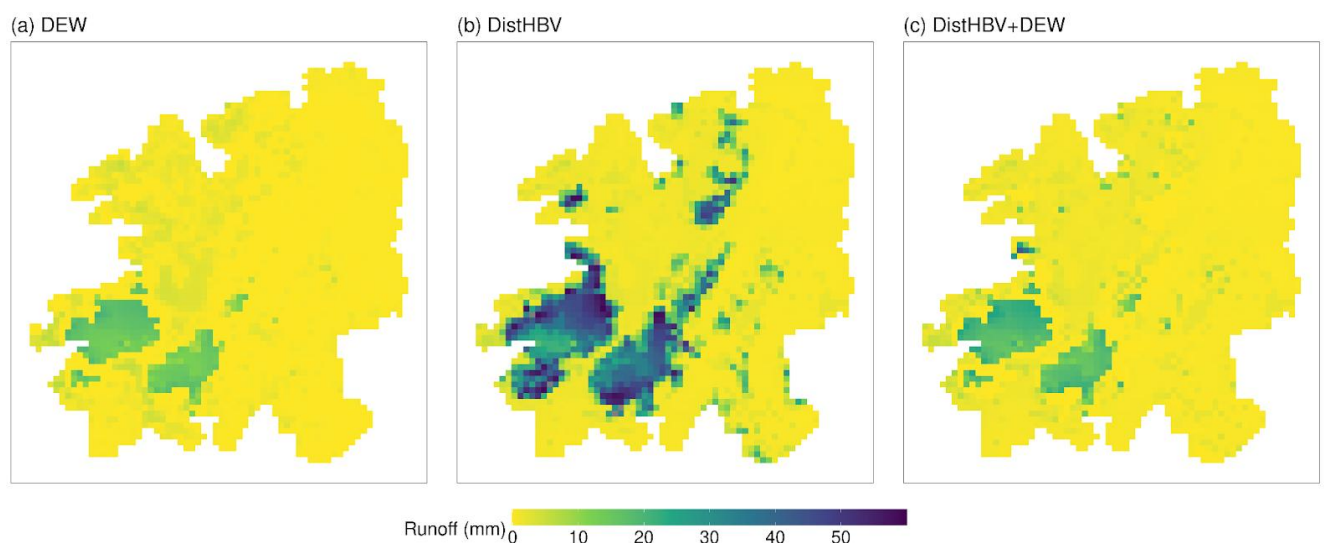 (a) DEW
(b) DistHBV
(c) DistHBV+DEW
Runoff (mm)
0 10 20 30 40 50